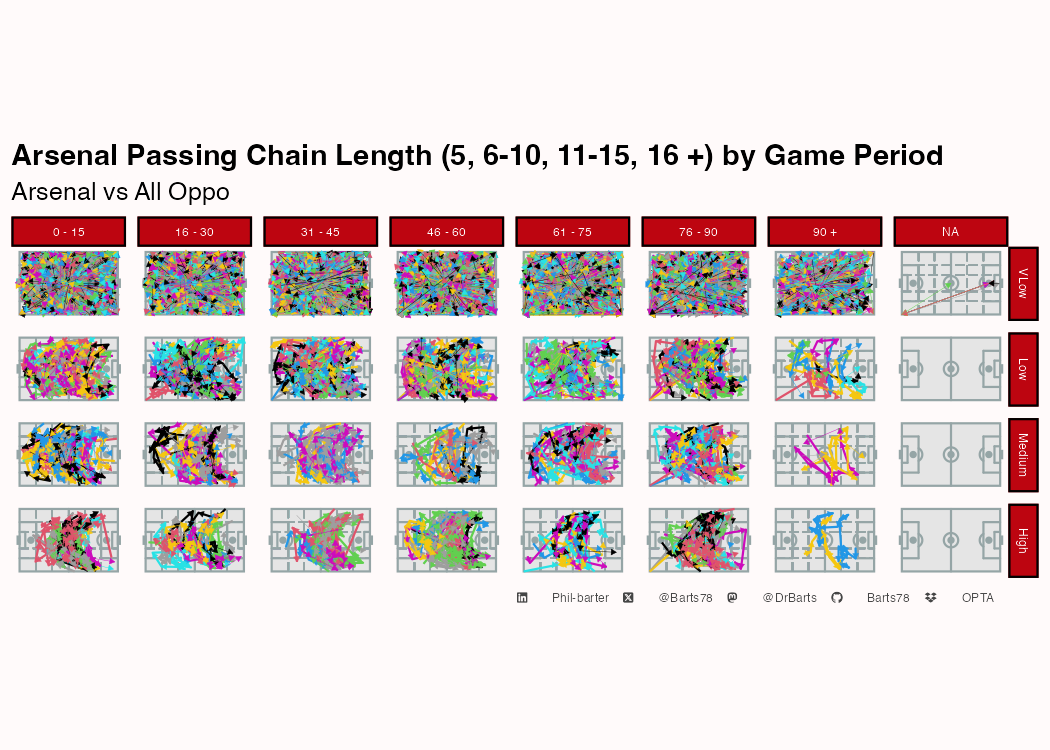 Arsenal Passing Chain Length (5, 6-10, 11-15, 16 +) by Game Period
Arsenal vs All Oppo
0 - 15 16 - 30 31 - 45 46 - 60 61 - 75 76 - 90 90 + NA
VLow
Low
Medium
High
Phil-barter @Barts78 @DrBarts Barts78 OPTA